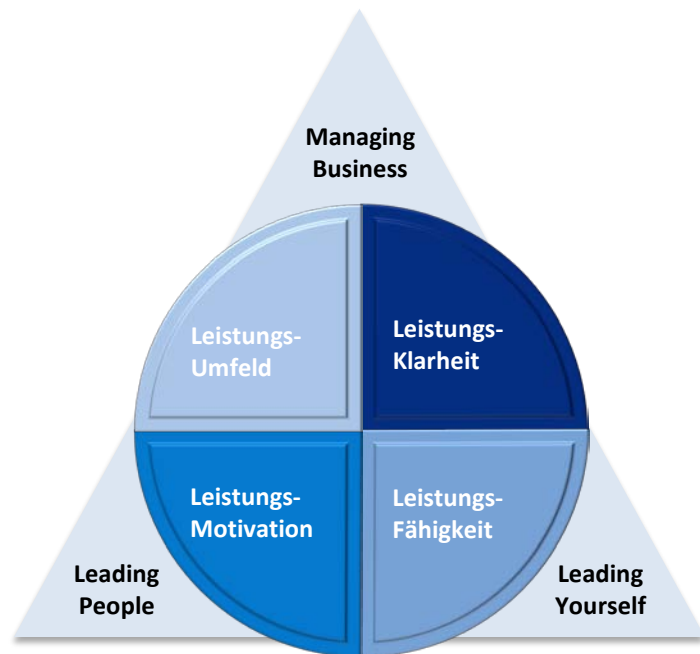 Managing
Business
Leistungs-
Umfeld
Leistungs-
Klarheit
Leistungs-
Motivation
Leistungs-
Fähigkeit
Leading
People
Leading
Yourself